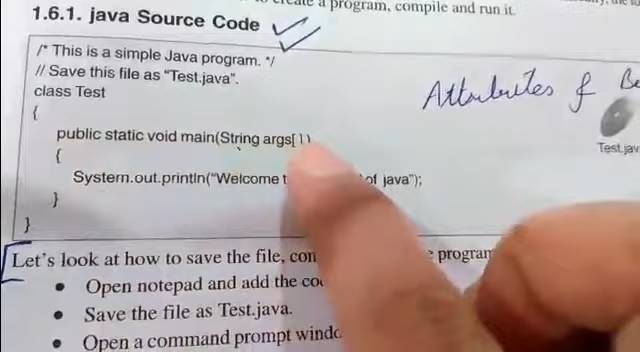 create a program, compile and run it.
1.6.1. java Source Code
/* This is a simple Java program. */
// Save this file as "Test.java".
class Test
{
public static void main(String args[])
{
System.out.println("Welcome t of java");
}
}
Attributes & Be
Test.jav
Let's look at how to save the file, con e program
Open notepad and add the co
Save the file as Test.java.
Open a command prompt windo